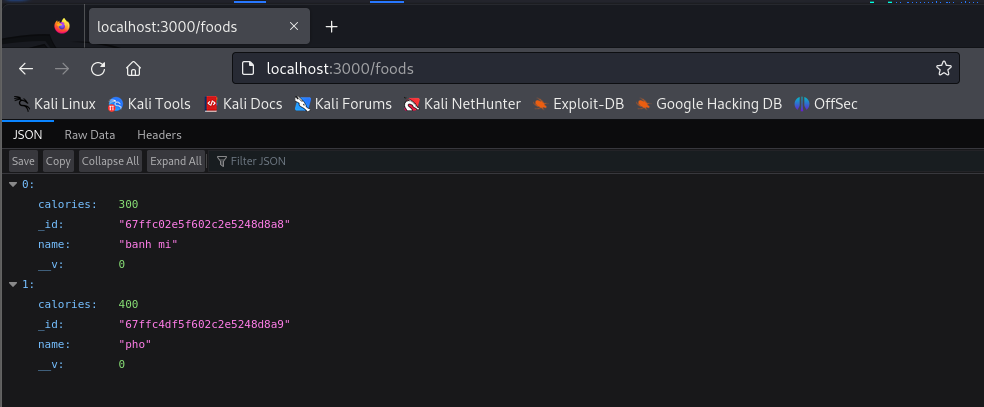 localhost:3000/foods
localhost:3000/foods
Kali Linux Kali Tools Kali Docs Kali Forums Kali NetHunter Exploit-DB Google Hacking DB OffSec
JSON Raw Data Headers
Save Copy Collapse All Expand All Filter JSON
0:
calories: 300
_id: "67ffc02e5f602c2e5248d8a8"
name: "banh mi"
__v: 0
1:
calories: 400
_id: "67ffc4df5f602c2e5248d8a9"
name: "pho"
__v: 0